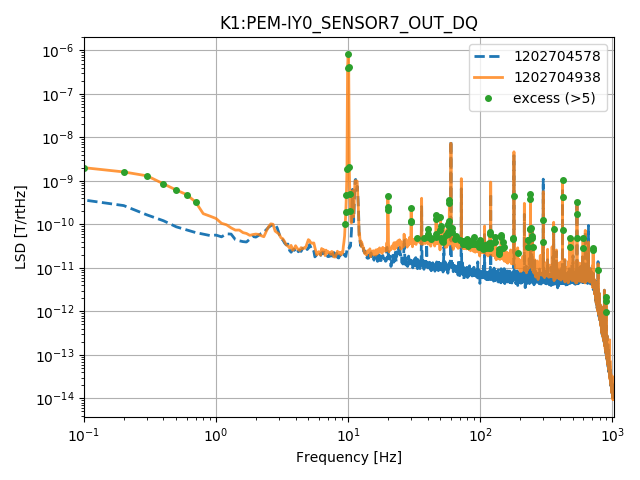 K1:PEM-IY0_SENSOR7_OUT_DQ
LSD [T/rtHz]
10⁻⁶
10⁻⁷
10⁻⁸
10⁻⁹
10⁻¹⁰
10⁻¹¹
10⁻¹²
10⁻¹³
10⁻¹⁴
1202704578
1202704938
excess (>5)
10⁻¹ 10⁰ 10¹ 10² 10³
Frequency [Hz]